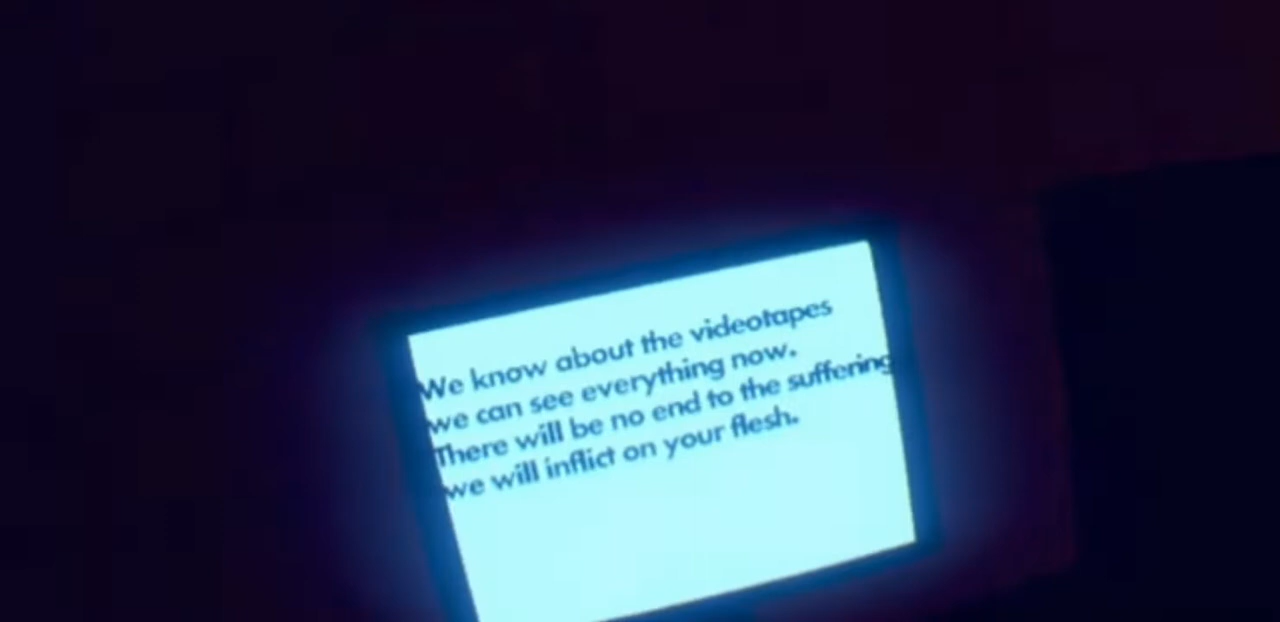 We know about the videotapes
we can see everything now.
There will be no end to the suffering
we will inflict on your flesh.